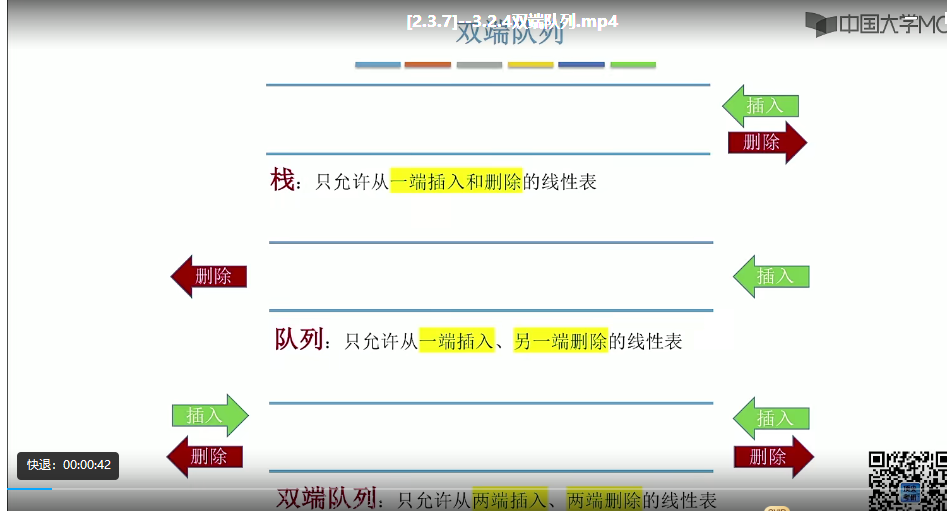 [2.3.7]--3.2.4双端队列.mp4
双端队列
中国大学MO
插入
删除
栈：只允许从一端插入和删除的线性表
删除
插入
队列：只允许从一端插入、另一端删除的线性表
插入
插入
删除
删除
快退：00:00:42
双端队列：只允许从两端插入、两端删除的线性表